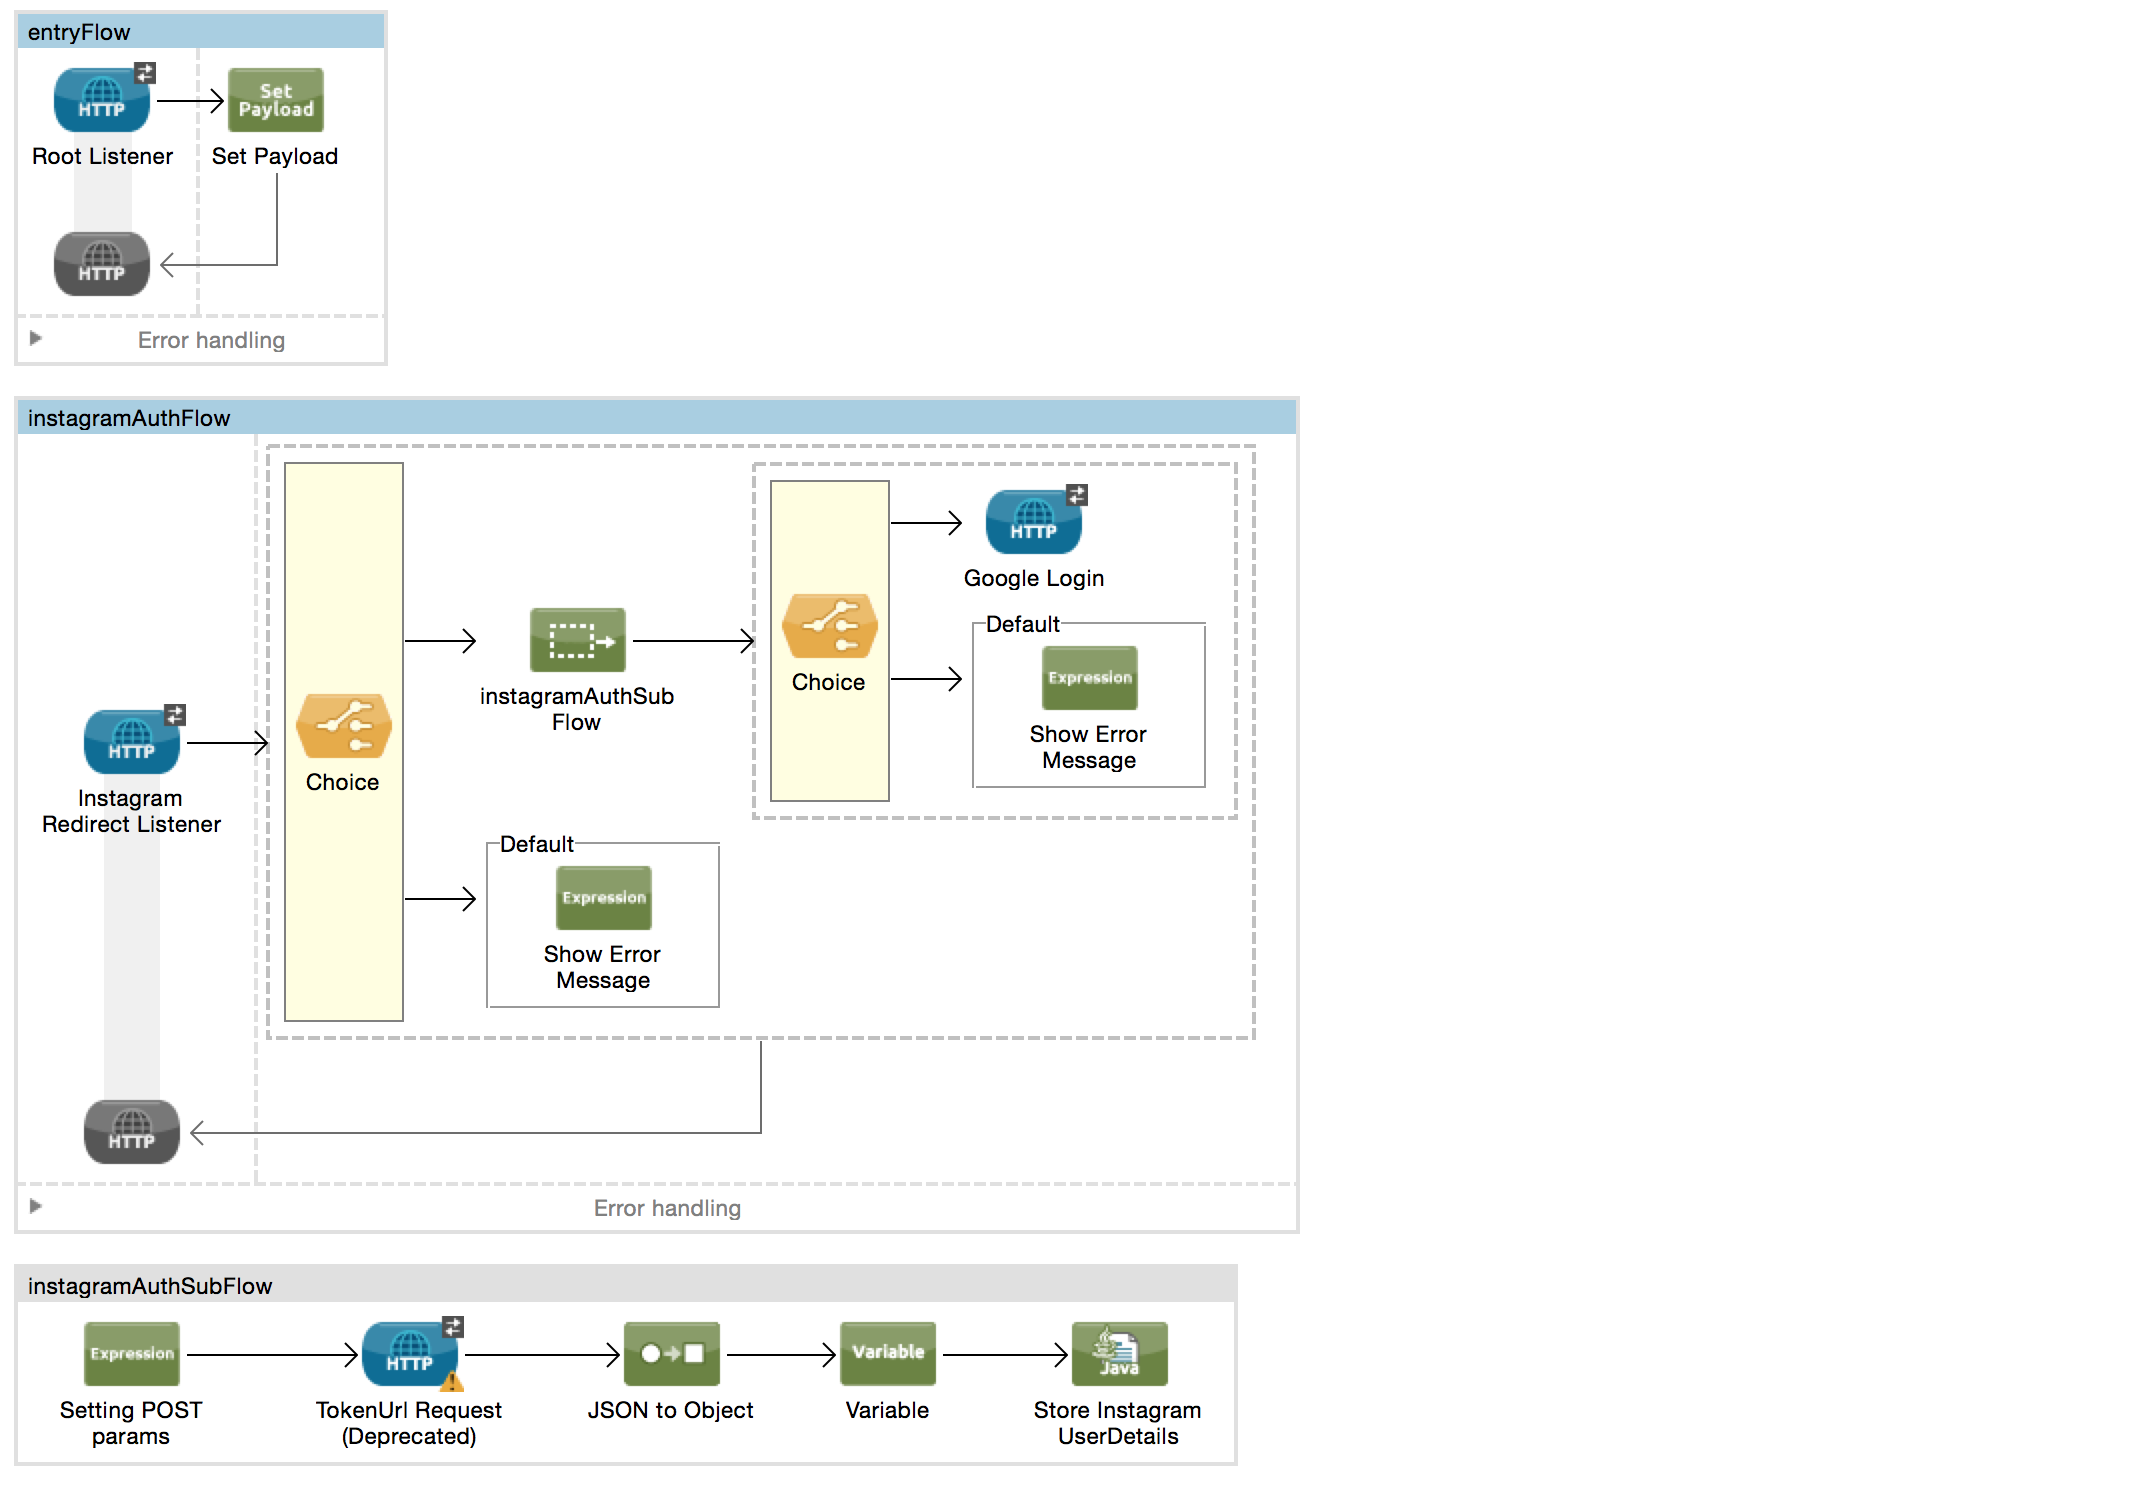 entryFlow
HTTP
Set
Payload
Root Listener
Set Payload
HTTP
Error handling
instagramAuthFlow
HTTP
Google Login
Default
Expression
Choice
instagramAuthSub
Flow
Show Error
Message
HTTP
Choice
Instagram
Redirect Listener
Default
Expression
Show Error
Message
HTTP
Error handling
instagramAuthSubFlow
Expression
HTTP
Variable
Java
Setting POST
params
TokenUrl Request
(Deprecated)
JSON to Object
Variable
Store Instagram
UserDetails